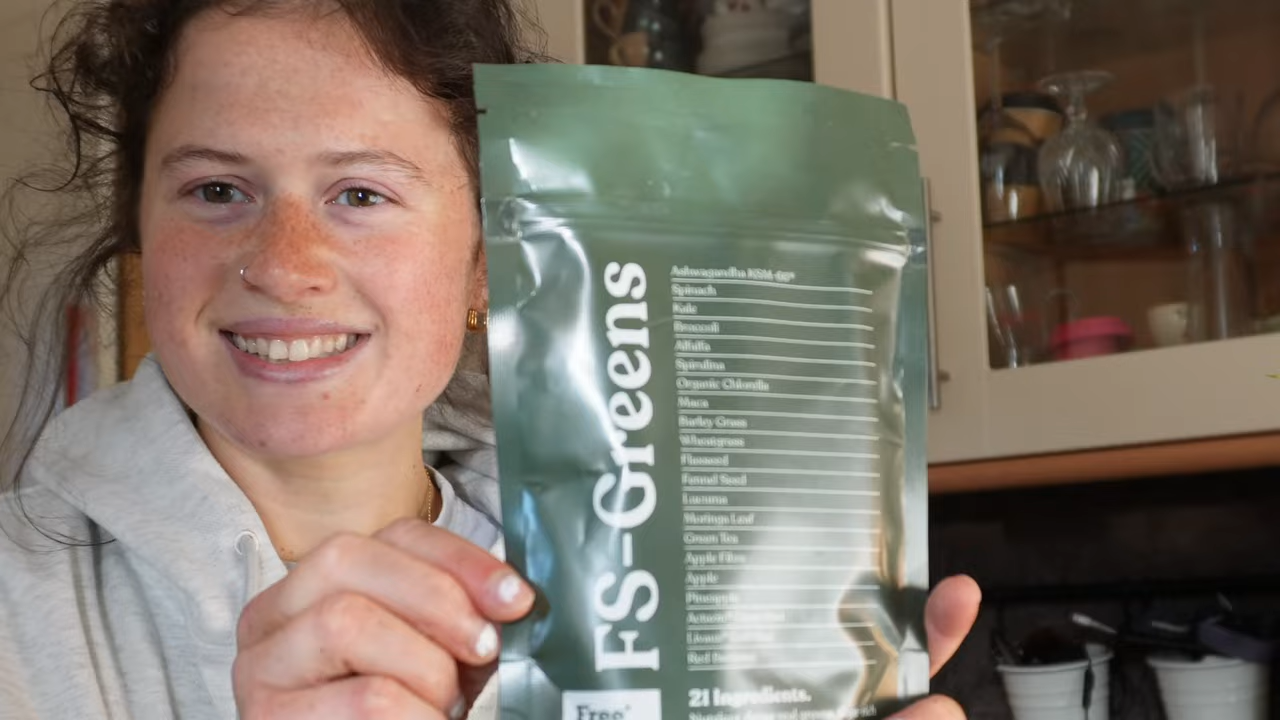 FS-Greens
Ashwagandha KSM-66®
Spinach
Kale
Broccoli
Alfalfa
Spirulina
Organic Chlorella
Maca
Barley Grass
Wheatgrass
Flaxseed
Fennel Seed
Lucuma
Moringa Leaf
Green Tea
Apple Fibre
Apple
Pineapple
Red
Free
21 Ingredients.